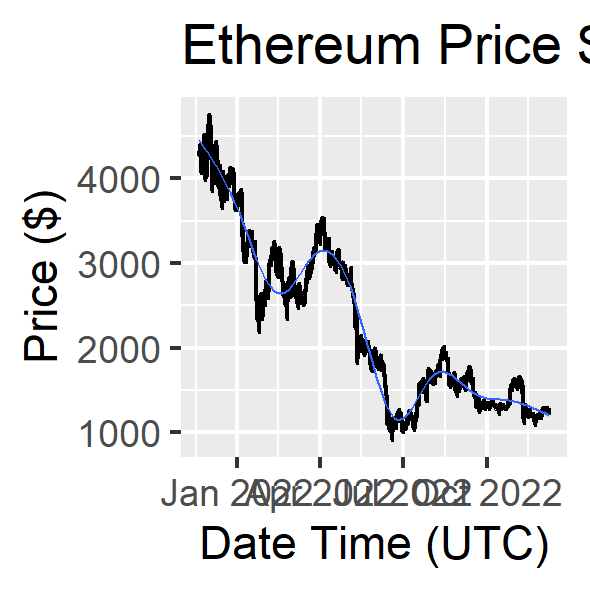 Ethereum Price
Price ($)
4000
3000
2000
1000
Jan 2022 Apr 2022 Jul 2022 Oct 2022
Date Time (UTC)